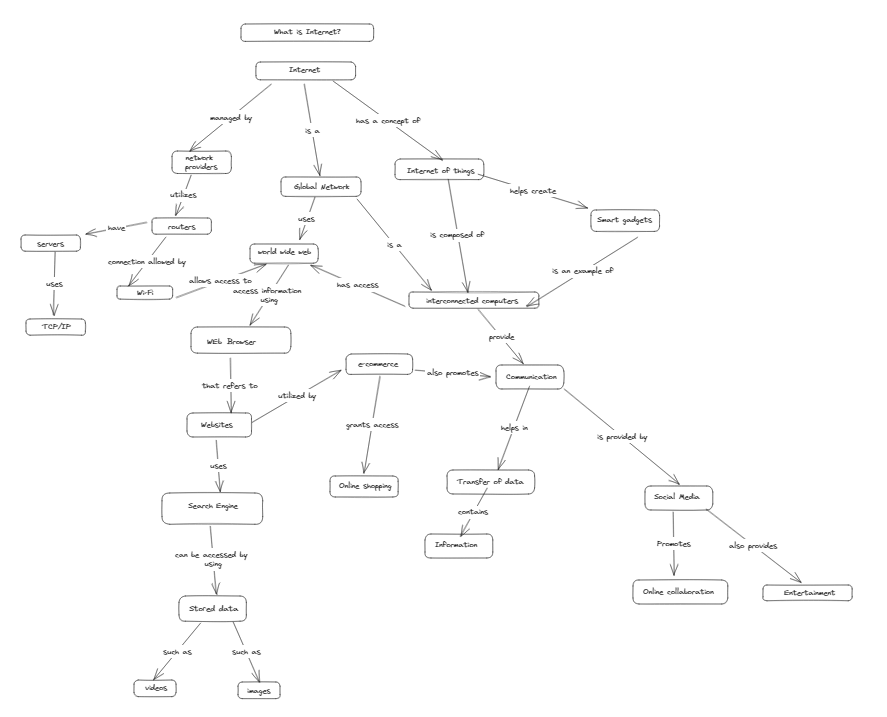 What is Internet?
Internet
managed by
is a
has a concept of
network
providers
Global Network
Internet of things
utilizes
helps create
uses
Smart gadgets
have
routers
servers
is a
is composed of
world wide web
connection allowed by
is an example of
uses
allows access to
has access
Wi-Fi
access information
using
interconnected computers
TCP/IP
WEb Browser
provide
that refers to
e-commerce
also promotes
Communication
utilized by
Websites
grants access
helps in
is provided by
uses
Online shopping
Transfer of data
Social Media
Search Engine
contains
can be accessed by
using
Information
Promotes
also provides
Stored data
Online collaboration
Entertainment
such as
such as
videos
images